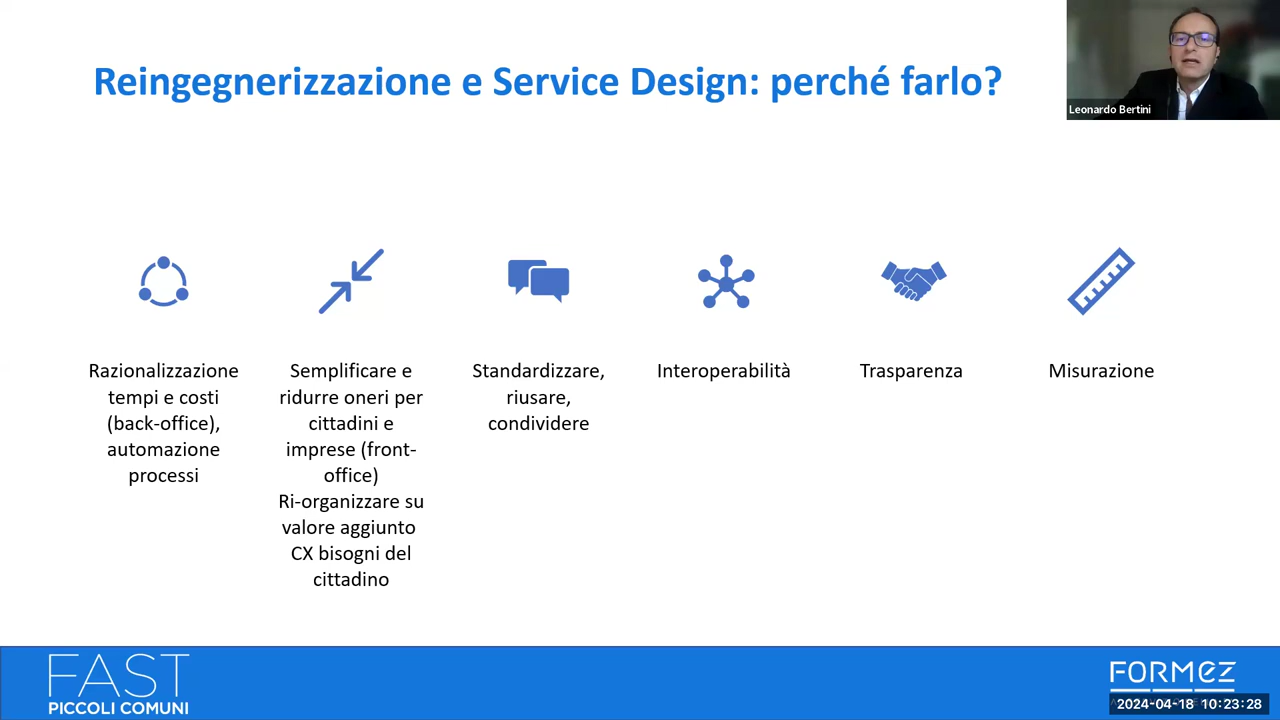 Reingegnerizzazione e Service Design: perché farlo?
Leonardo Bertini
Razionalizzazione
tempi e costi
(back-office),
automazione
processi
Semplificare e
ridurre oneri per
cittadini e
imprese (front-
office)
Ri-organizzare su
valore aggiunto
CX bisogni del
cittadino
Standardizzare,
riusare,
condividere
Interoperabilità
Trasparenza
Misurazione
FAST
PICCOLI COMUNI
FORMEZ
2024-04-18 10:23:28